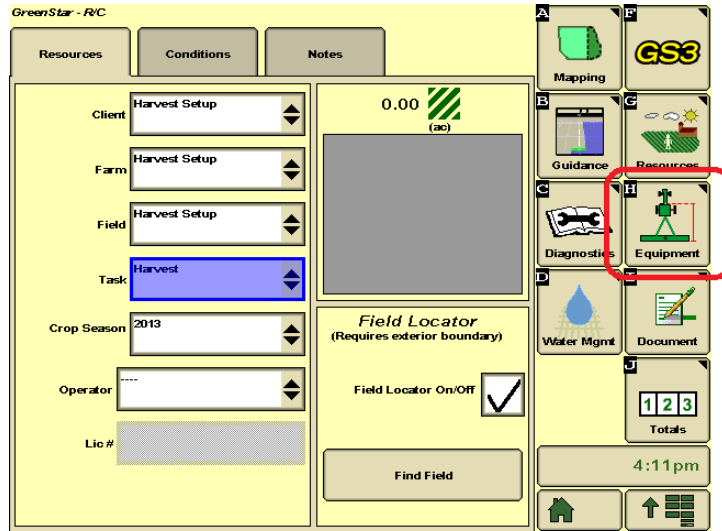 GreenStar - R/C
Resources
Conditions
Notes
Client
Harvest Setup
Farm
Harvest Setup
Field
Harvest Setup
Task
Harvest
Crop Season
2013
Operator
----
Lic #
0.00
(ac)
Field Locator
(Requires exterior boundary)
Field Locator On/Off
Find Field
A
Mapping
F
GS3
B
Guidance
G
Resources
C
Diagnostics
H
Equipment
D
Water Mgmt
Document
J
1 2 3
Totals
4:11pm